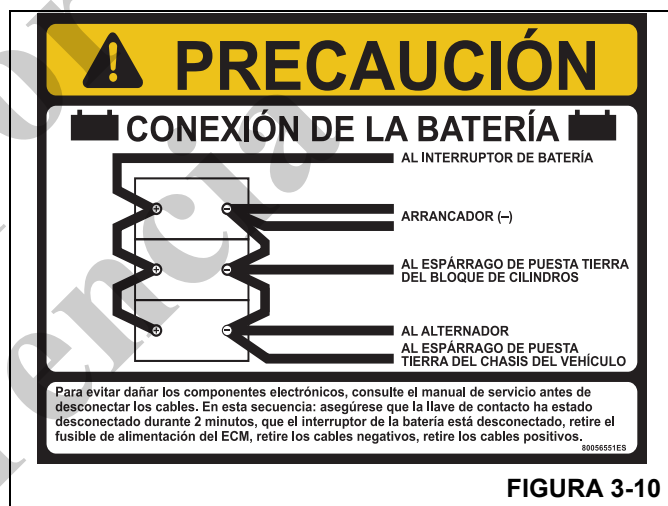 PRECAUCIÓN
CONEXIÓN DE LA BATERÍA
AL INTERRUPTOR DE BATERÍA
ARRANCADOR (–)
AL ESPÁRRAGO DE PUESTA TIERRA
DEL BLOQUE DE CILINDROS
AL ALTERNADOR
AL ESPÁRRAGO DE PUESTA
TIERRA DEL CHASIS DEL VEHÍCULO
Para evitar dañar los componentes electrónicos, consulte el manual de servicio antes de
desconectar los cables. En esta secuencia: asegúrese que la llave de contacto ha estado
desconectado durante 2 minutos, que el interruptor de la batería está desconectado, retire el
fusible de alimentación del ECM, retire los cables negativos, retire los cables positivos.
80056551ES
FIGURA 3-10